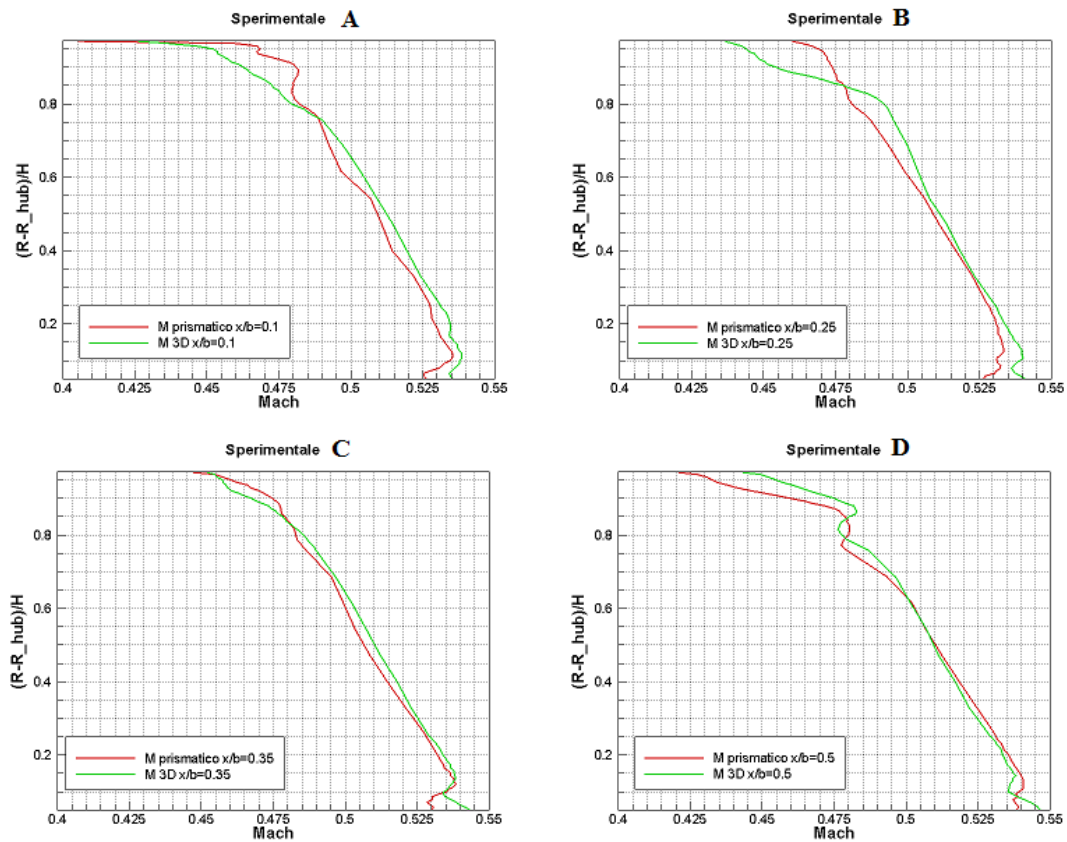 Sperimentale A
(R-R_hub)/H
0.8
0.6
0.4
0.2
M prismatico x/b=0.1
M 3D x/b=0.1
0.4 0.425 0.45 0.475 0.5 0.525 0.55
Mach
Sperimentale B
(R-R_hub)/H
0.8
0.6
0.4
0.2
M prismatico x/b=0.25
M 3D x/b=0.25
0.4 0.425 0.45 0.475 0.5 0.525 0.55
Mach
Sperimentale C
(R-R_hub)/H
0.8
0.6
0.4
0.2
M prismatico x/b=0.35
M 3D x/b=0.35
0.4 0.425 0.45 0.475 0.5 0.525 0.55
Mach
Sperimentale D
(R-R_hub)/H
0.8
0.6
0.4
0.2
M prismatico x/b=0.5
M 3D x/b=0.5
0.4 0.425 0.45 0.475 0.5 0.525 0.55
Mach